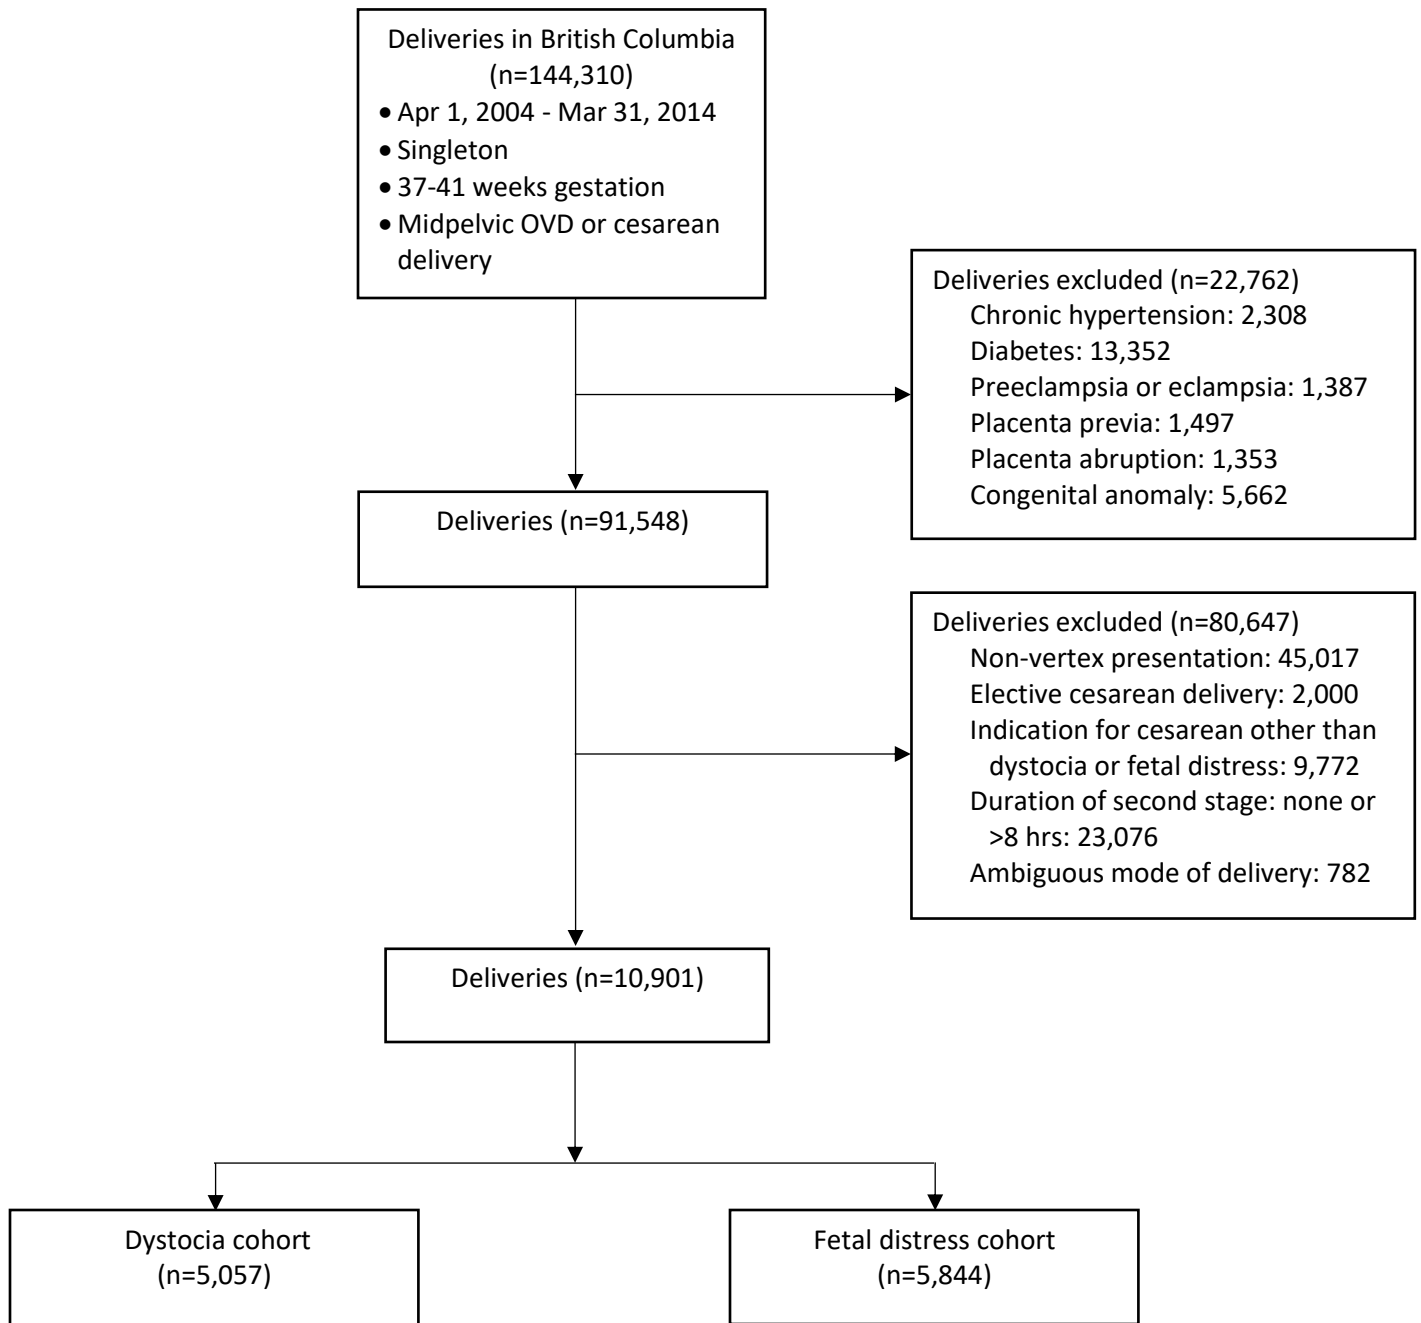 Deliveries in British Columbia
(n=144,310)
• Apr 1, 2004 - Mar 31, 2014
• Singleton
• 37-41 weeks gestation
• Midpelvic OVD or cesarean
delivery
Deliveries excluded (n=22,762)
Chronic hypertension: 2,308
Diabetes: 13,352
Preeclampsia or eclampsia: 1,387
Placenta previa: 1,497
Placenta abruption: 1,353
Congenital anomaly: 5,662
Deliveries (n=91,548)
Deliveries excluded (n=80,647)
Non-vertex presentation: 45,017
Elective cesarean delivery: 2,000
Indication for cesarean other than
dystocia or fetal distress: 9,772
Duration of second stage: none or
>8 hrs: 23,076
Ambiguous mode of delivery: 782
Deliveries (n=10,901)
Dystocia cohort
(n=5,057)
Fetal distress cohort
(n=5,844)